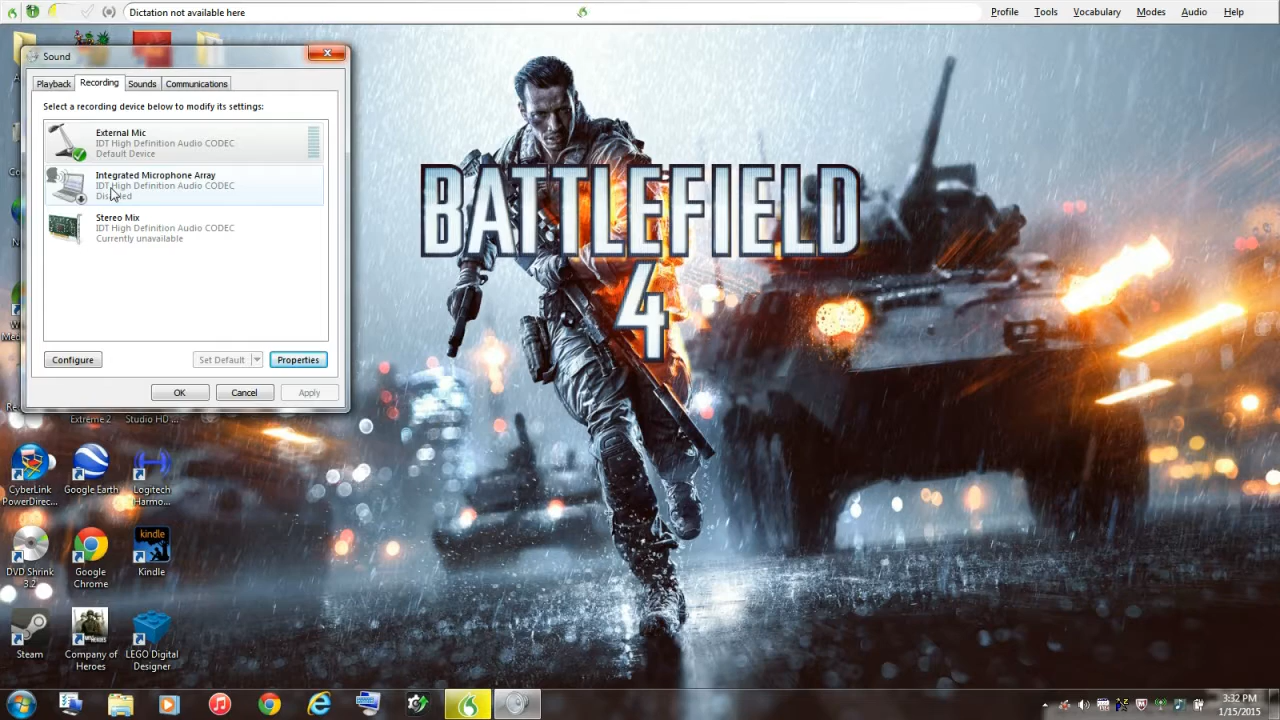 Dictation not available here
Profile
Tools
Vocabulary
Modes
Audio
Help
Sound
Playback
Recording
Sounds
Communications
Select a recording device below to modify its settings:
External Mic
IDT High Definition Audio CODEC
Default Device
Integrated Microphone Array
IDT High Definition Audio CODEC
Stereo Mix
IDT High Definition Audio CODEC
Currently unavailable
Configure
Set Default
Properties
OK
Cancel
Apply
BATTLEFIELD
4
Extreme 2
Studio HD ...
CyberLink
PowerDirec...
Google Earth
Logitech
Harmo...
DVD Shrink
3.2
Google
Chrome
kindle
Kindle
Steam
Company of
Heroes
LEGO Digital
Designer
3:32 PM
1/15/2015